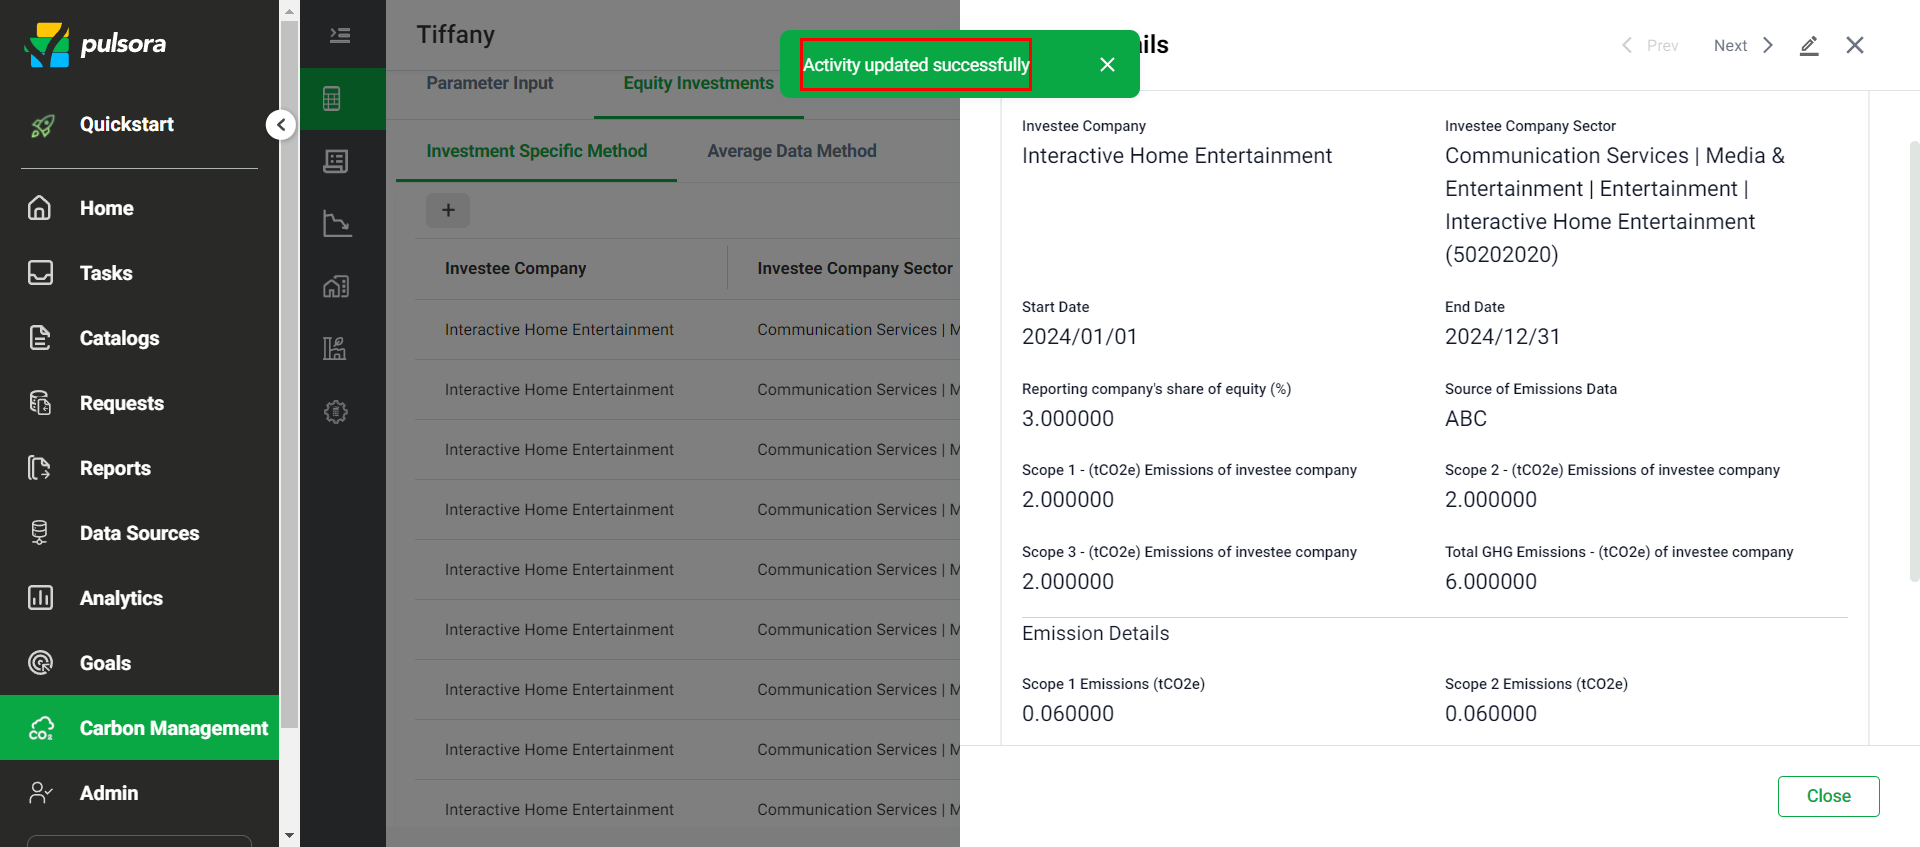 pulsora
Quickstart
Home
Tasks
Catalogs
Requests
Reports
Data Sources
Analytics
Goals
CO₂
Carbon Management
Admin
Tiffany
Parameter Input
Equity Investments
Investment Specific Method
Average Data Method
+
Investee Company
Investee Company Sector
Interactive Home Entertainment
Communication Services | M
Interactive Home Entertainment
Communication Services | M
Interactive Home Entertainment
Communication Services | M
Interactive Home Entertainment
Communication Services | M
Interactive Home Entertainment
Communication Services | M
Interactive Home Entertainment
Communication Services | M
Interactive Home Entertainment
Communication Services | M
Interactive Home Entertainment
Communication Services | M
Interactive Home Entertainment
Communication Services | M
Activity updated successfully
ils
Prev
Next
Investee Company
Interactive Home Entertainment
Investee Company Sector
Communication Services | Media &
Entertainment | Entertainment |
Interactive Home Entertainment
(50202020)
Start Date
2024/01/01
End Date
2024/12/31
Reporting company's share of equity (%)
3.000000
Source of Emissions Data
ABC
Scope 1 - (tCO2e) Emissions of investee company
2.000000
Scope 2 - (tCO2e) Emissions of investee company
2.000000
Scope 3 - (tCO2e) Emissions of investee company
2.000000
Total GHG Emissions - (tCO2e) of investee company
6.000000
Emission Details
Scope 1 Emissions (tCO2e)
0.060000
Scope 2 Emissions (tCO2e)
0.060000
Close